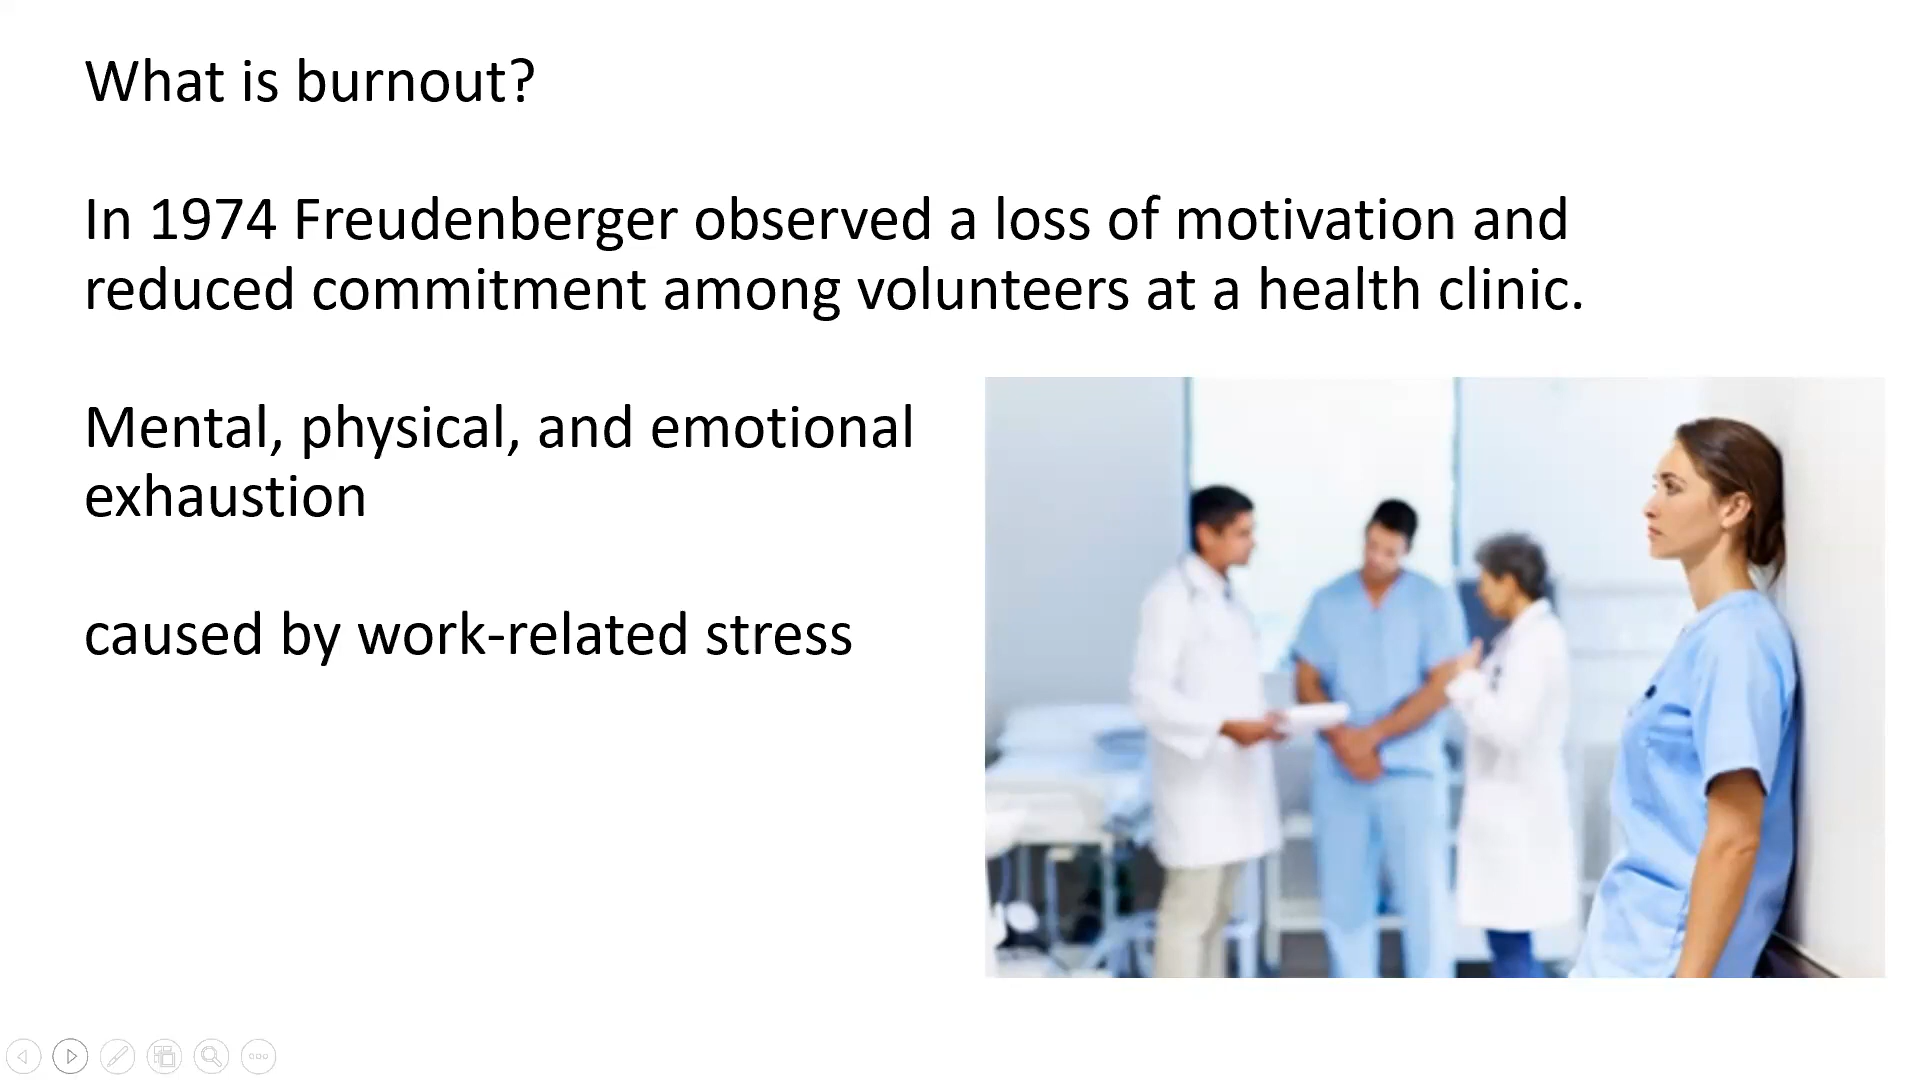 What is burnout?
In 1974 Freudenberger observed a loss of motivation and
reduced commitment among volunteers at a health clinic.
Mental, physical, and emotional
exhaustion
caused by work-related stress